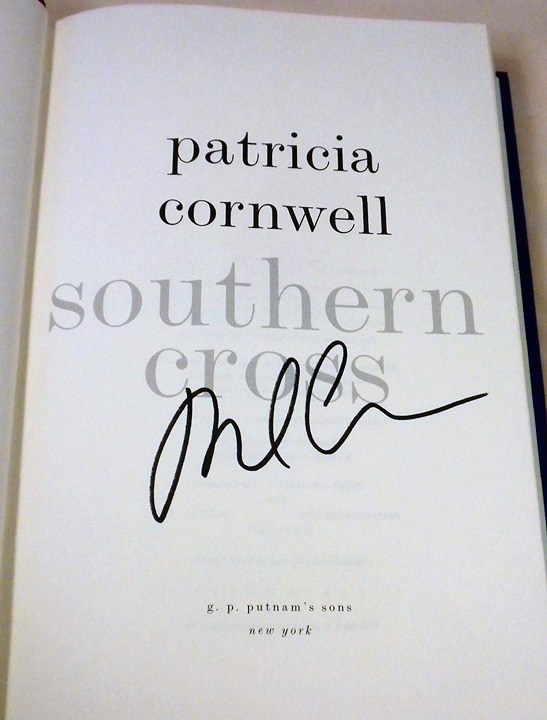 patricia
cornwell
southern
cross
g. p. putnam's sons
new york